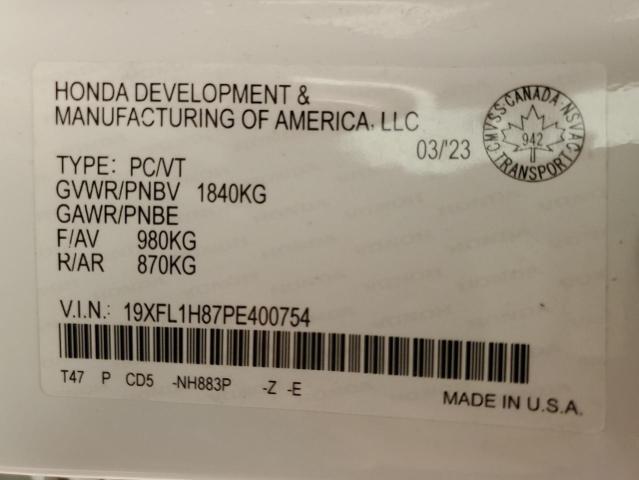 HONDA DEVELOPMENT &
MANUFACTURING OF AMERICA, LLC
03/'23
CMVSS·CANADA·NSVAC
942
TRANSPORT
TYPE: PC/VT
GVWR/PNBV 1840KG
GAWR/PNBE
F/AV 980KG
R/AR 870KG
V.I.N.: 19XFL1H87PE400754
T47 P CD5 -NH883P -Z -E
MADE IN U.S.A.